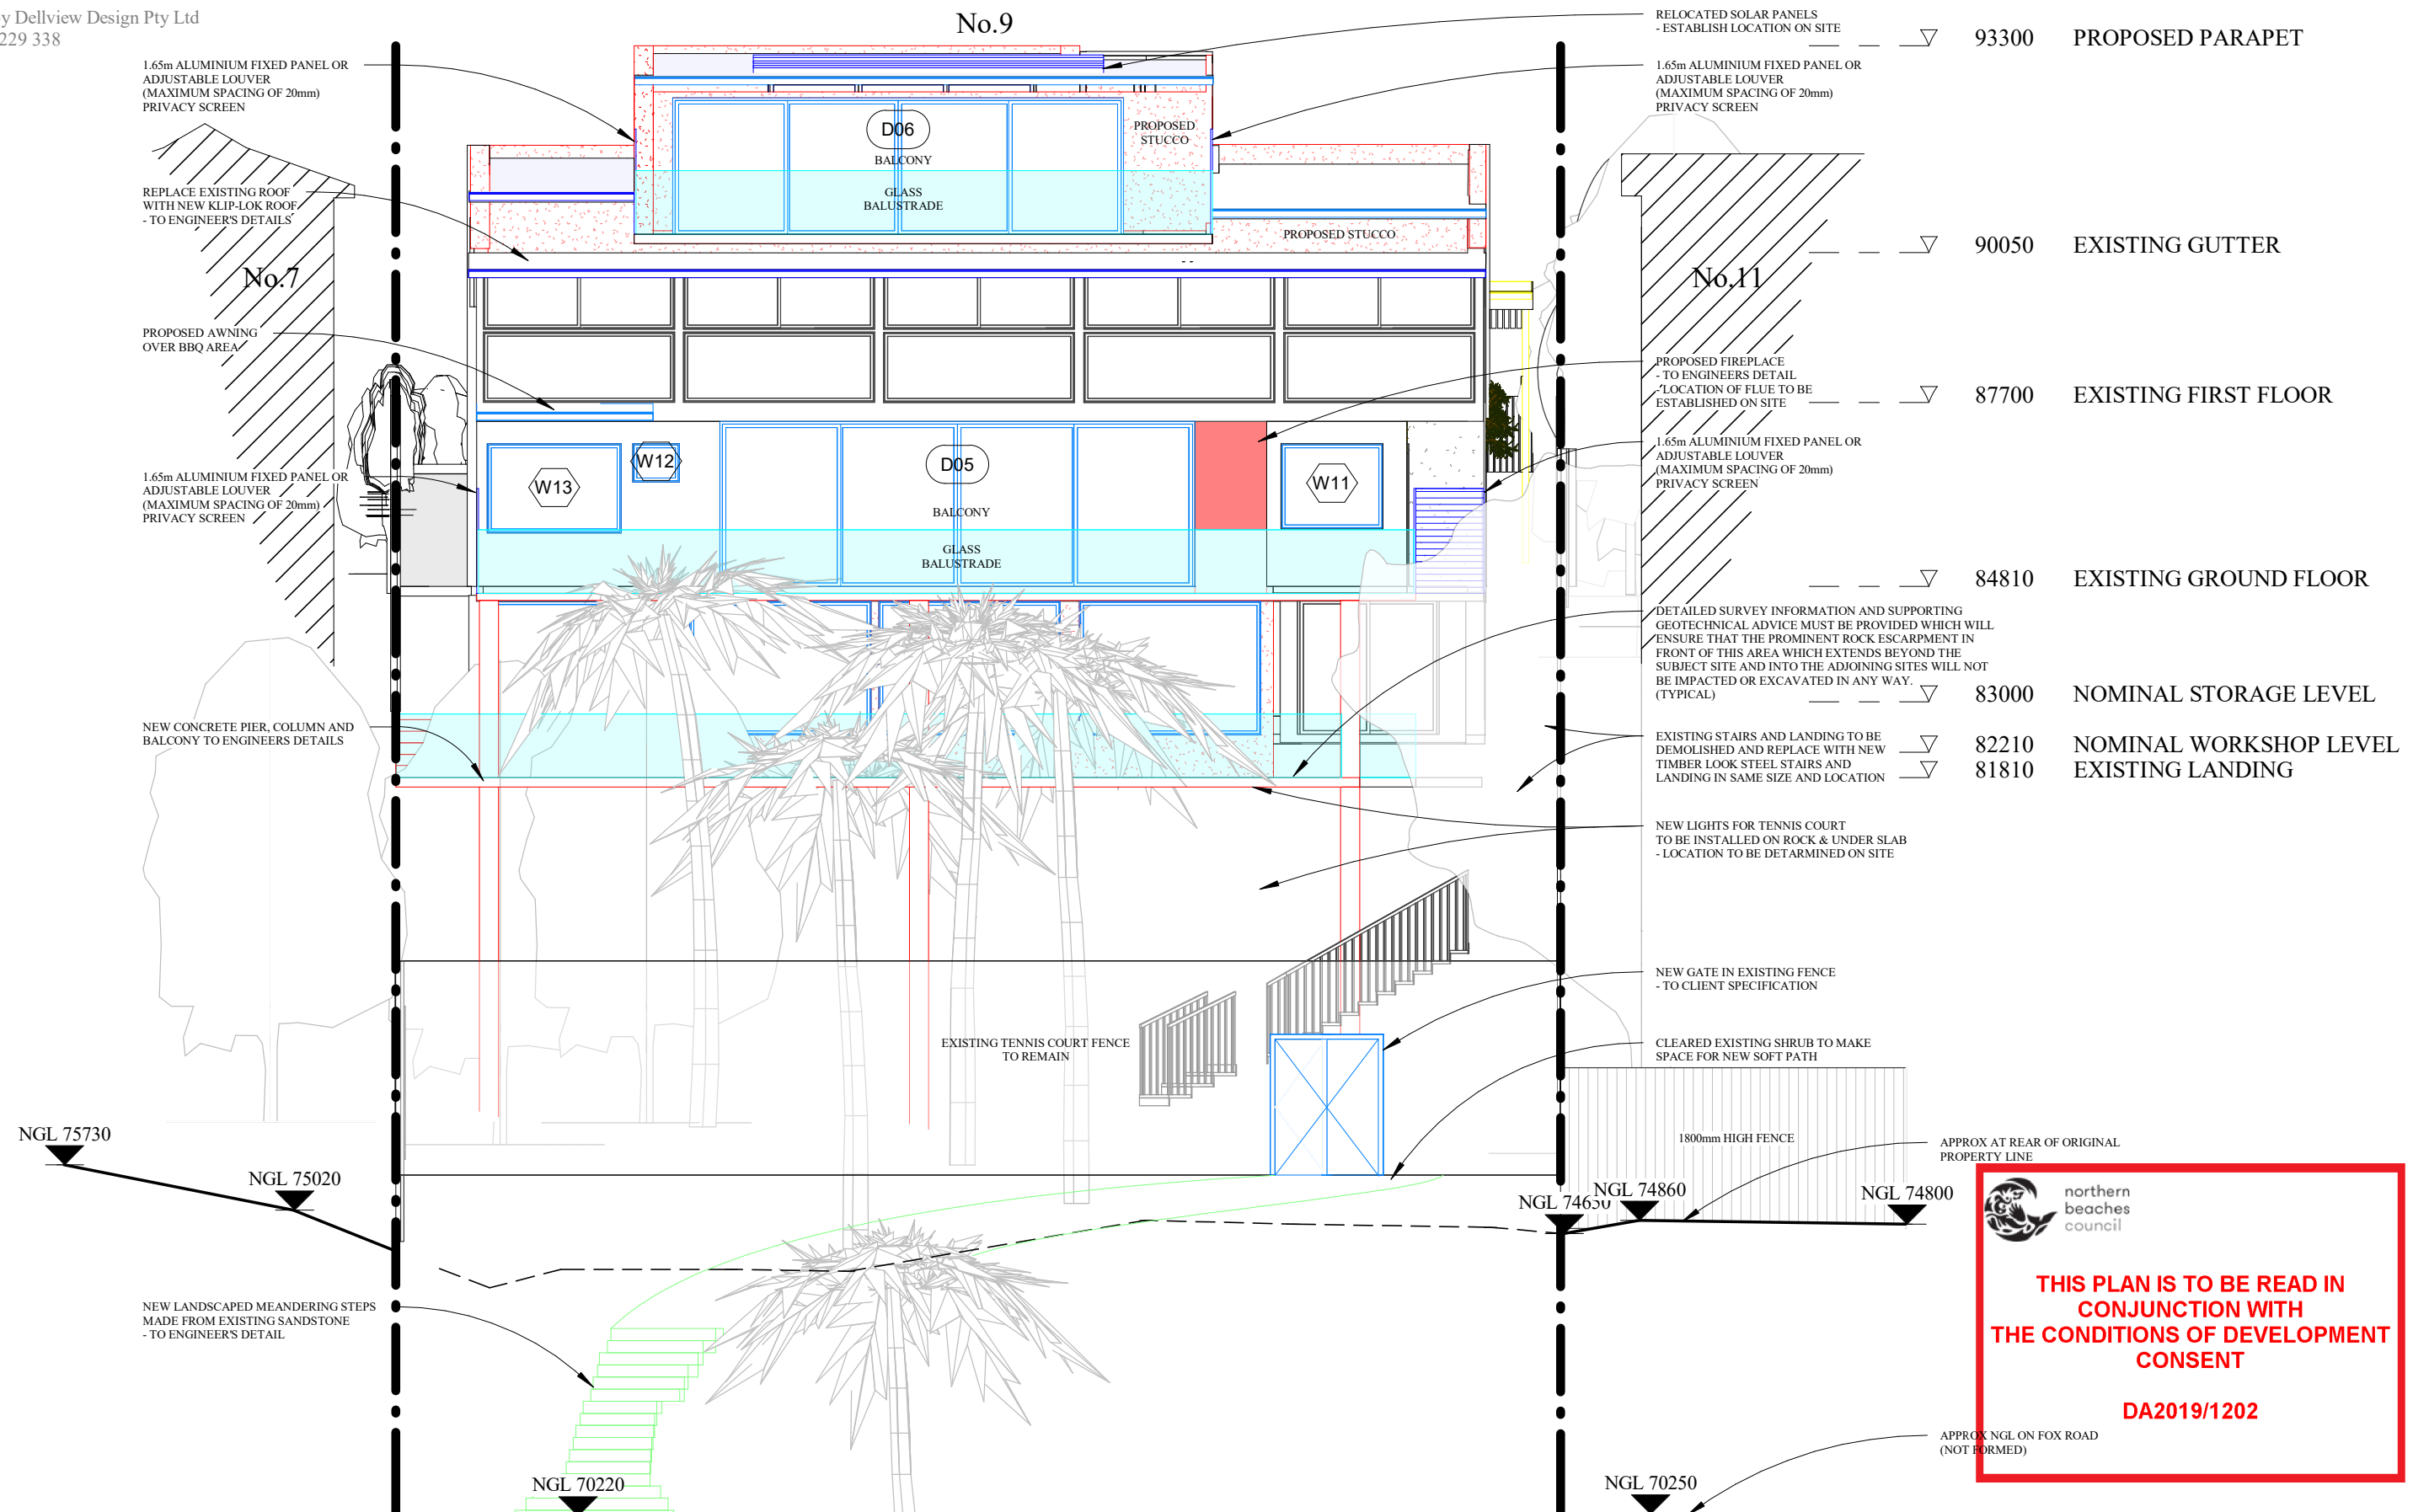 y Dellview Design Pty Ltd
229 338
No.9
1.65m ALUMINIUM FIXED PANEL OR
ADJUSTABLE LOUVER
(MAXIMUM SPACING OF 20mm)
PRIVACY SCREEN
REPLACE EXISTING ROOF
WITH NEW KLIP-LOK ROOF
- TO ENGINEER'S DETAILS
No.7
PROPOSED AWNING
OVER BBQ AREA
1.65m ALUMINIUM FIXED PANEL OR
ADJUSTABLE LOUVER
(MAXIMUM SPACING OF 20mm)
PRIVACY SCREEN
NEW CONCRETE PIER, COLUMN AND
BALCONY TO ENGINEERS DETAILS
NGL 75730
NGL 75020
NEW LANDSCAPED MEANDERING STEPS
MADE FROM EXISTING SANDSTONE
- TO ENGINEER'S DETAIL
NGL 70220
D06
BALCONY
GLASS
BALUSTRADE
PROPOSED
STUCCO
PROPOSED STUCCO
W13
W12
D05
BALCONY
GLASS
BALUSTRADE
W11
EXISTING TENNIS COURT FENCE
TO REMAIN
RELOCATED SOLAR PANELS
- ESTABLISH LOCATION ON SITE
1.65m ALUMINIUM FIXED PANEL OR
ADJUSTABLE LOUVER
(MAXIMUM SPACING OF 20mm)
PRIVACY SCREEN
No.11
PROPOSED FIREPLACE
- TO ENGINEERS DETAIL
- LOCATION OF FLUE TO BE
ESTABLISHED ON SITE
1.65m ALUMINIUM FIXED PANEL OR
ADJUSTABLE LOUVER
(MAXIMUM SPACING OF 20mm)
PRIVACY SCREEN
DETAILED SURVEY INFORMATION AND SUPPORTING
GEOTECHNICAL ADVICE MUST BE PROVIDED WHICH WILL
ENSURE THAT THE PROMINENT ROCK ESCARPMENT IN
FRONT OF THIS AREA WHICH EXTENDS BEYOND THE
SUBJECT SITE AND INTO THE ADJOINING SITES WILL NOT
BE IMPACTED OR EXCAVATED IN ANY WAY.
(TYPICAL)
EXISTING STAIRS AND LANDING TO BE
DEMOLISHED AND REPLACE WITH NEW
TIMBER LOOK STEEL STAIRS AND
LANDING IN SAME SIZE AND LOCATION
NEW LIGHTS FOR TENNIS COURT
TO BE INSTALLED ON ROCK & UNDER SLAB
- LOCATION TO BE DETARMINED ON SITE
NEW GATE IN EXISTING FENCE
- TO CLIENT SPECIFICATION
CLEARED EXISTING SHRUB TO MAKE
SPACE FOR NEW SOFT PATH
1800mm HIGH FENCE
APPROX AT REAR OF ORIGINAL
PROPERTY LINE
NGL 74650
NGL 74860
NGL 74800
93300 PROPOSED PARAPET
90050 EXISTING GUTTER
87700 EXISTING FIRST FLOOR
84810 EXISTING GROUND FLOOR
83000 NOMINAL STORAGE LEVEL
82210 NOMINAL WORKSHOP LEVEL
81810 EXISTING LANDING
northern
beaches
council
THIS PLAN IS TO BE READ IN
CONJUNCTION WITH
THE CONDITIONS OF DEVELOPMENT
CONSENT
DA2019/1202
APPROX NGL ON FOX ROAD
(NOT FORMED)
NGL 70250